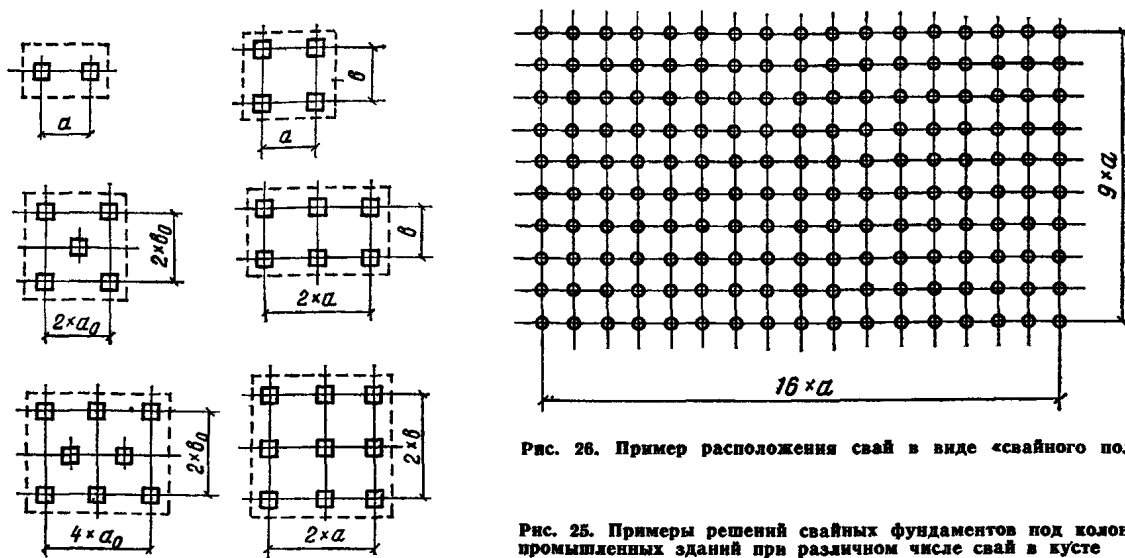 a
в
a
2×в₀
2×a₀
в
2×a
2×в₀
4×a₀
2×в
2×a
9×a
16×a
Рис. 26. Пример расположения свай в виде «свайного пол
Рис. 25. Примеры решений свайных фундаментов под колон
промышленных зданий при различном числе свай в кусте